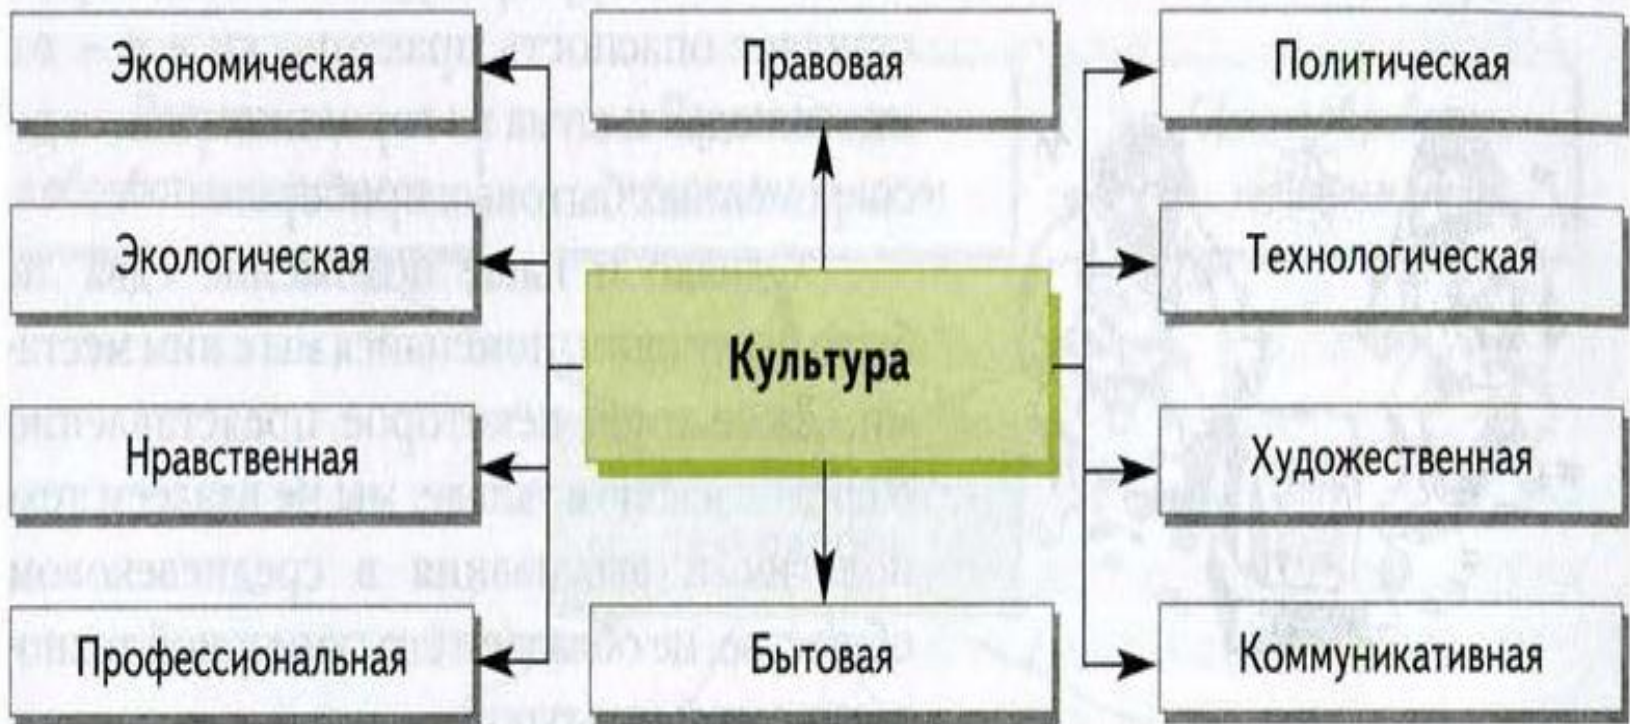 Экономическая
Правовая
Политическая
Экологическая
Технологическая
Культура
Нравственная
Художественная
Профессиональная
Бытовая
Коммуникативная